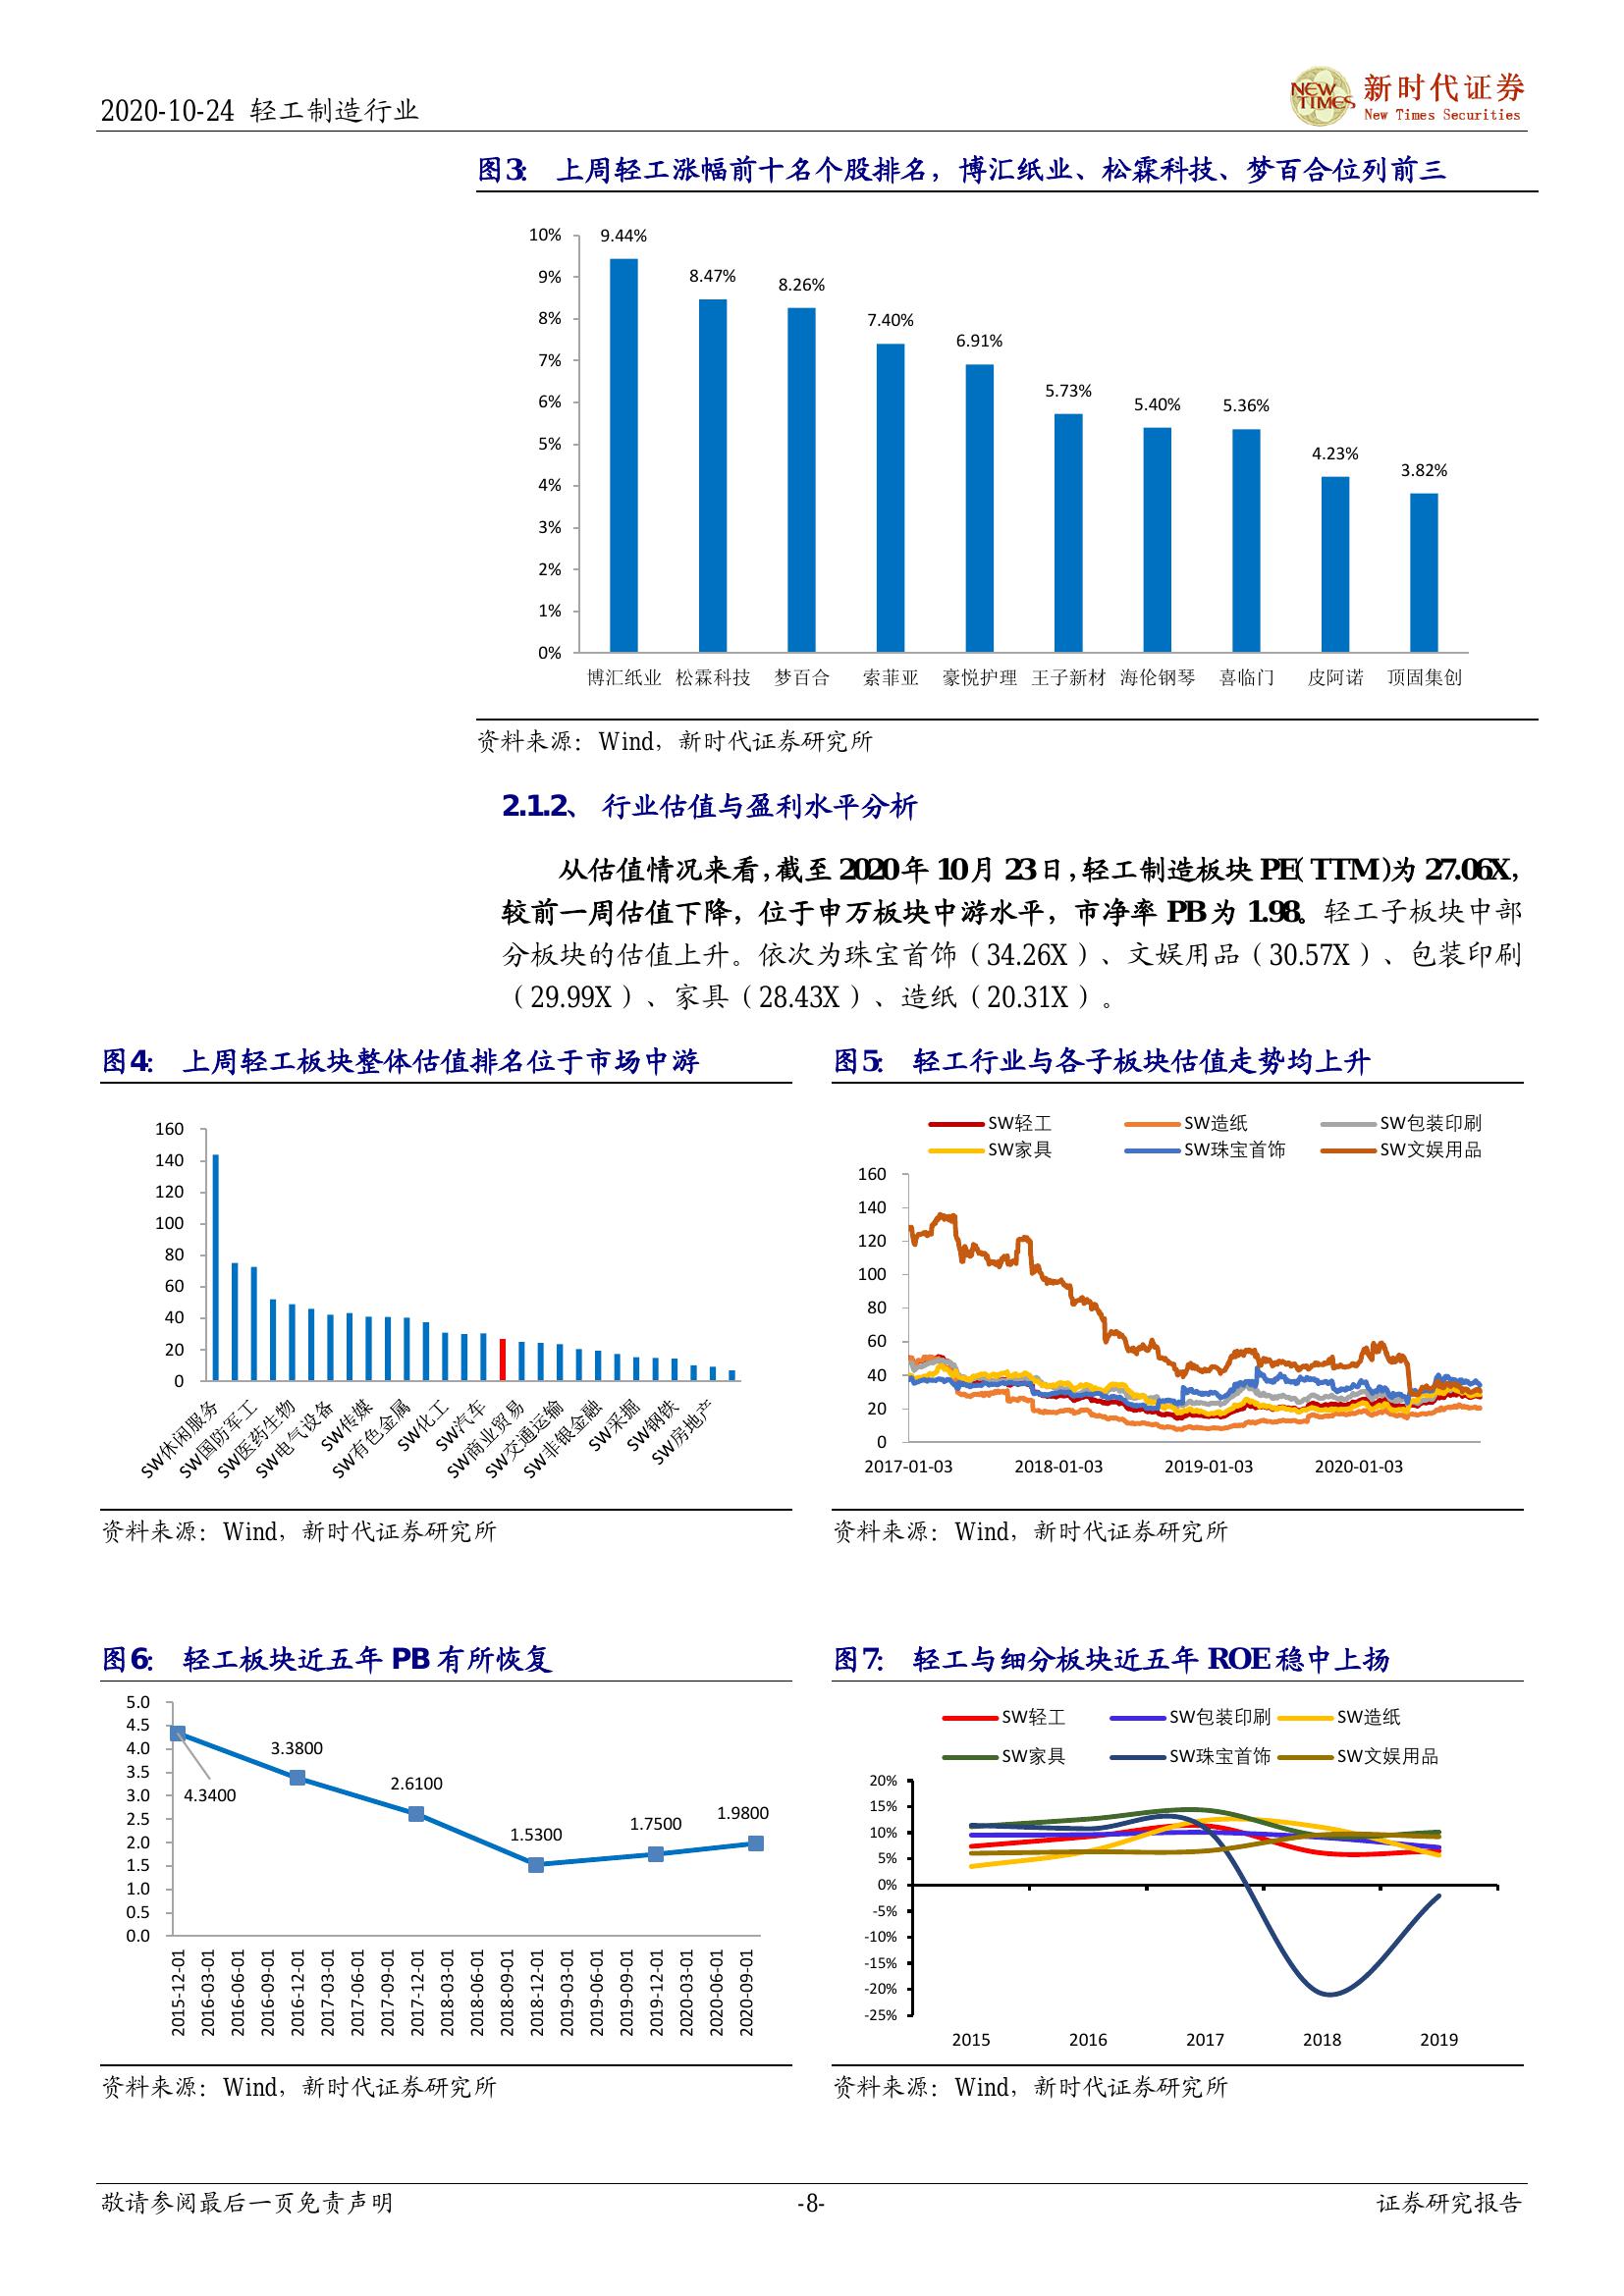 2020-10-24 轻工制造行业
NEW TIMES
新时代证券
New Times Securities
图3： 上周轻工涨幅前十名个股排名，博汇纸业、松霖科技、梦百合位列前三
10% 9% 8% 7% 6% 5% 4% 3% 2% 1% 0%
9.44% 8.47% 8.26% 7.40% 6.91% 5.73% 5.40% 5.36% 4.23% 3.82%
博汇纸业 松霖科技 梦百合 索菲亚 豪悦护理 王子新材 海伦钢琴 喜临门 皮阿诺 顶固集创
资料来源：Wind，新时代证券研究所
2.1.2、 行业估值与盈利水平分析
从估值情况来看，截至 2020 年 10 月 23 日，轻工制造板块 PE（TTM）为 27.06X，
较前一周估值下降，位于申万板块中游水平，市净率 PB 为 1.98。轻工子板块中部
分板块的估值上升。依次为珠宝首饰（34.26X）、文娱用品（30.57X）、包装印刷
（29.99X）、家具（28.43X）、造纸（20.31X）。
图4： 上周轻工板块整体估值排名位于市场中游
160 140 120 100 80 60 40 20 0
SW休闲服务 SW国防军工 SW医药生物 SW电气设备 SW传媒 SW有色金属 SW化工 SW汽车 SW商业贸易 SW交通运输 SW非银金融 SW采掘 SW钢铁 SW房地产
资料来源：Wind，新时代证券研究所
图5： 轻工行业与各子板块估值走势均上升
SW轻工 SW造纸 SW包装印刷
SW家具 SW珠宝首饰 SW文娱用品
160 140 120 100 80 60 40 20 0
2017-01-03 2018-01-03 2019-01-03 2020-01-03
资料来源：Wind，新时代证券研究所
图6： 轻工板块近五年 PB 有所恢复
5.0 4.5 4.0 3.5 3.0 2.5 2.0 1.5 1.0 0.5 0.0
4.3400 3.3800 2.6100 1.5300 1.7500 1.9800
2015-12-01 2016-03-01 2016-06-01 2016-09-01 2016-12-01 2017-03-01 2017-06-01 2017-09-01 2017-12-01 2018-03-01 2018-06-01 2018-09-01 2018-12-01 2019-03-01 2019-06-01 2019-09-01 2019-12-01 2020-03-01 2020-06-01 2020-09-01
资料来源：Wind，新时代证券研究所
图7： 轻工与细分板块近五年 ROE 稳中上扬
SW轻工 SW包装印刷 SW造纸
SW家具 SW珠宝首饰 SW文娱用品
20% 15% 10% 5% 0% -5% -10% -15% -20% -25%
2015 2016 2017 2018 2019
资料来源：Wind，新时代证券研究所
敬请参阅最后一页免责声明 -8- 证券研究报告